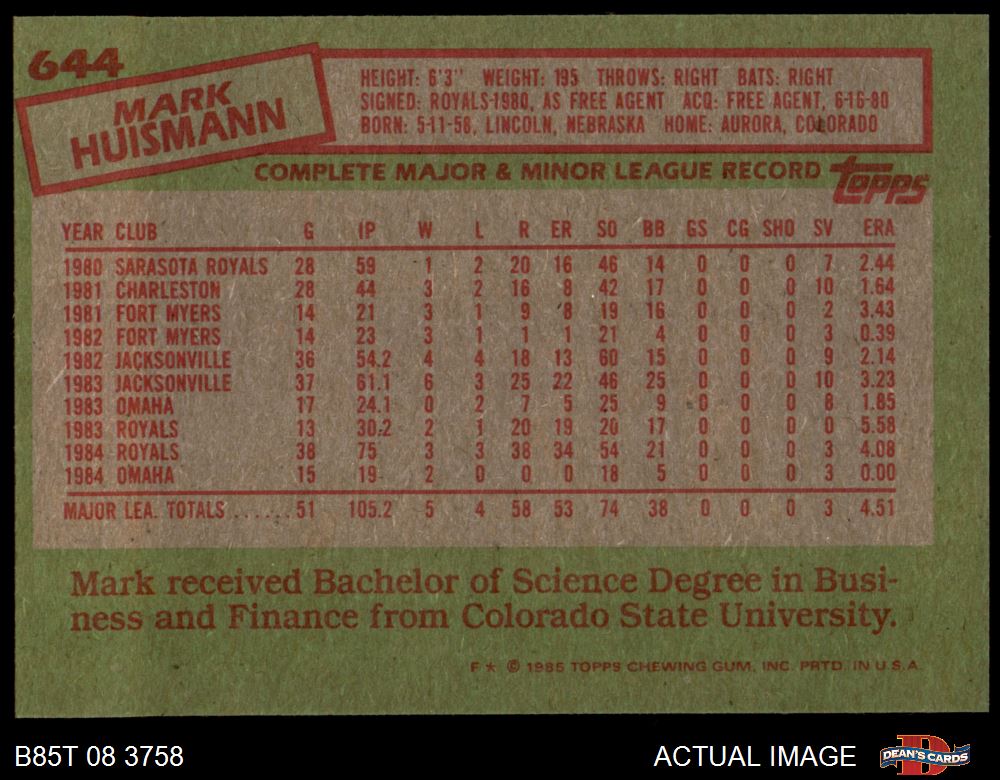 644
MARK
HUISMANN
HEIGHT: 6'3" WEIGHT: 195 THROWS: RIGHT BATS: RIGHT
SIGNED: ROYALS-1980, AS FREE AGENT ACQ: FREE AGENT, 6-16-80
BORN: 5-11-58, LINCOLN, NEBRASKA HOME: AURORA, COLORADO
COMPLETE MAJOR & MINOR LEAGUE RECORD topps
YEAR CLUB G IP W L R ER SO BB GS CG SHO SV ERA
1980 SARASOTA ROYALS 28 59 1 2 20 16 46 14 0 0 0 7 2.44
1981 CHARLESTON 28 44 3 2 16 8 42 17 0 0 0 10 1.64
1981 FORT MYERS 14 21 3 1 9 8 19 16 0 0 0 2 3.43
1982 FORT MYERS 14 23 3 1 1 1 21 4 0 0 0 3 0.39
1982 JACKSONVILLE 36 54.2 4 4 18 13 60 15 0 0 0 9 2.14
1983 JACKSONVILLE 37 61.1 6 3 25 22 46 25 0 0 0 10 3.23
1983 OMAHA 17 24.1 0 2 7 5 25 9 0 0 0 8 1.85
1983 ROYALS 13 30.2 2 1 20 19 20 17 0 0 0 0 5.58
1984 ROYALS 38 75 3 3 38 34 54 21 0 0 0 3 4.08
1984 OMAHA 15 19 2 0 0 0 18 5 0 0 0 3 0.00
MAJOR LEA. TOTALS ...... 51 105.2 5 4 58 53 74 38 0 0 0 3 4.51
Mark received Bachelor of Science Degree in Busi-
ness and Finance from Colorado State University.
F ★ © 1985 TOPPS CHEWING GUM, INC. PRTD. IN U.S.A.
B85T 08 3758 ACTUAL IMAGE DEAN'S CARDS